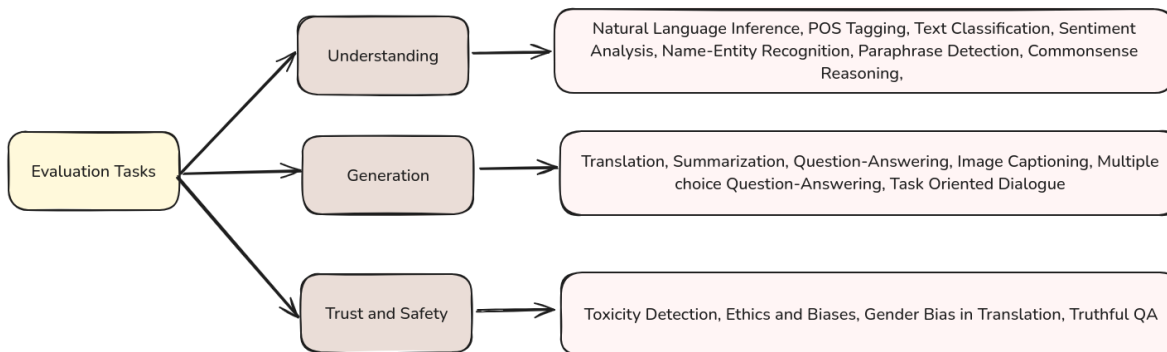 Evaluation Tasks
Understanding
Natural Language Inference, POS Tagging, Text Classification, Sentiment
Analysis, Name-Entity Recognition, Paraphrase Detection, Commonsense
Reasoning,
Generation
Translation, Summarization, Question-Answering, Image Captioning, Multiple
choice Question-Answering, Task Oriented Dialogue
Trust and Safety
Toxicity Detection, Ethics and Biases, Gender Bias in Translation, Truthful QA